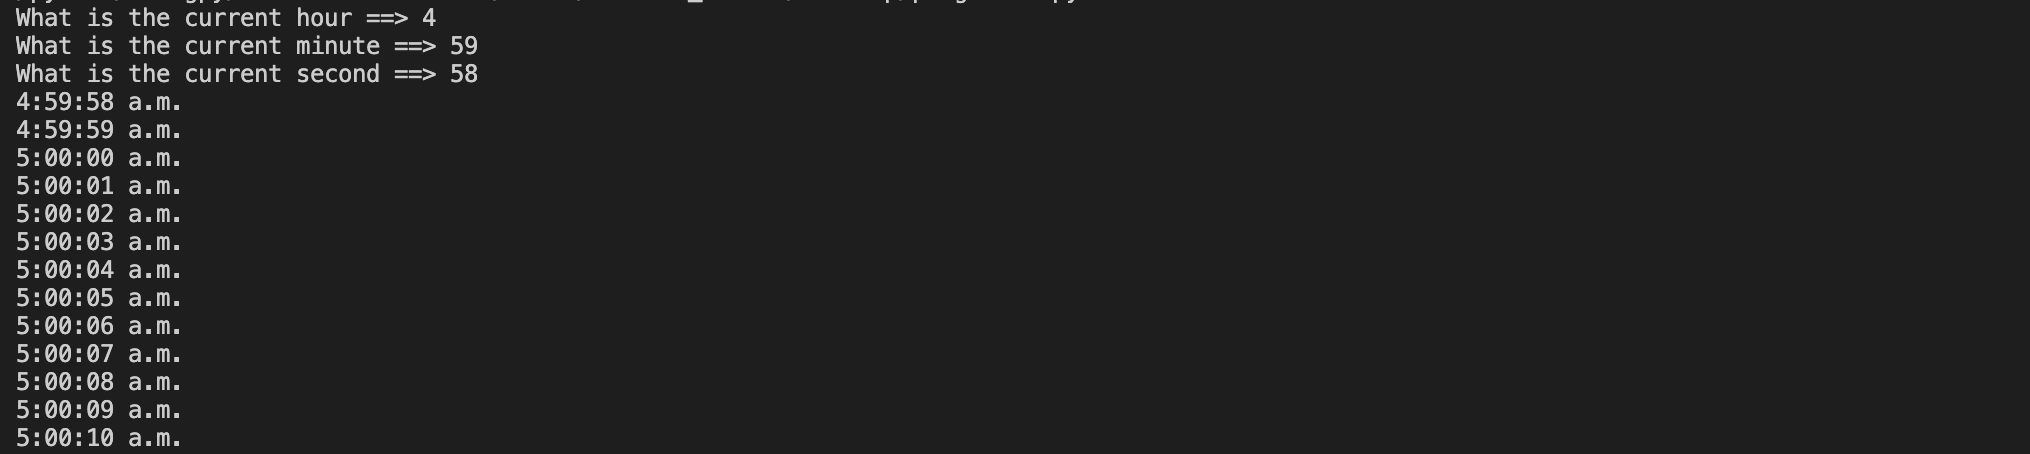 What is the current hour ==> 4
What is the current minute ==> 59
What is the current second ==> 58
4:59:58 a.m.
4:59:59 a.m.
5:00:00 a.m.
5:00:01 a.m.
5:00:02 a.m.
5:00:03 a.m.
5:00:04 a.m.
5:00:05 a.m.
5:00:06 a.m.
5:00:07 a.m.
5:00:08 a.m.
5:00:09 a.m.
5:00:10 a.m.